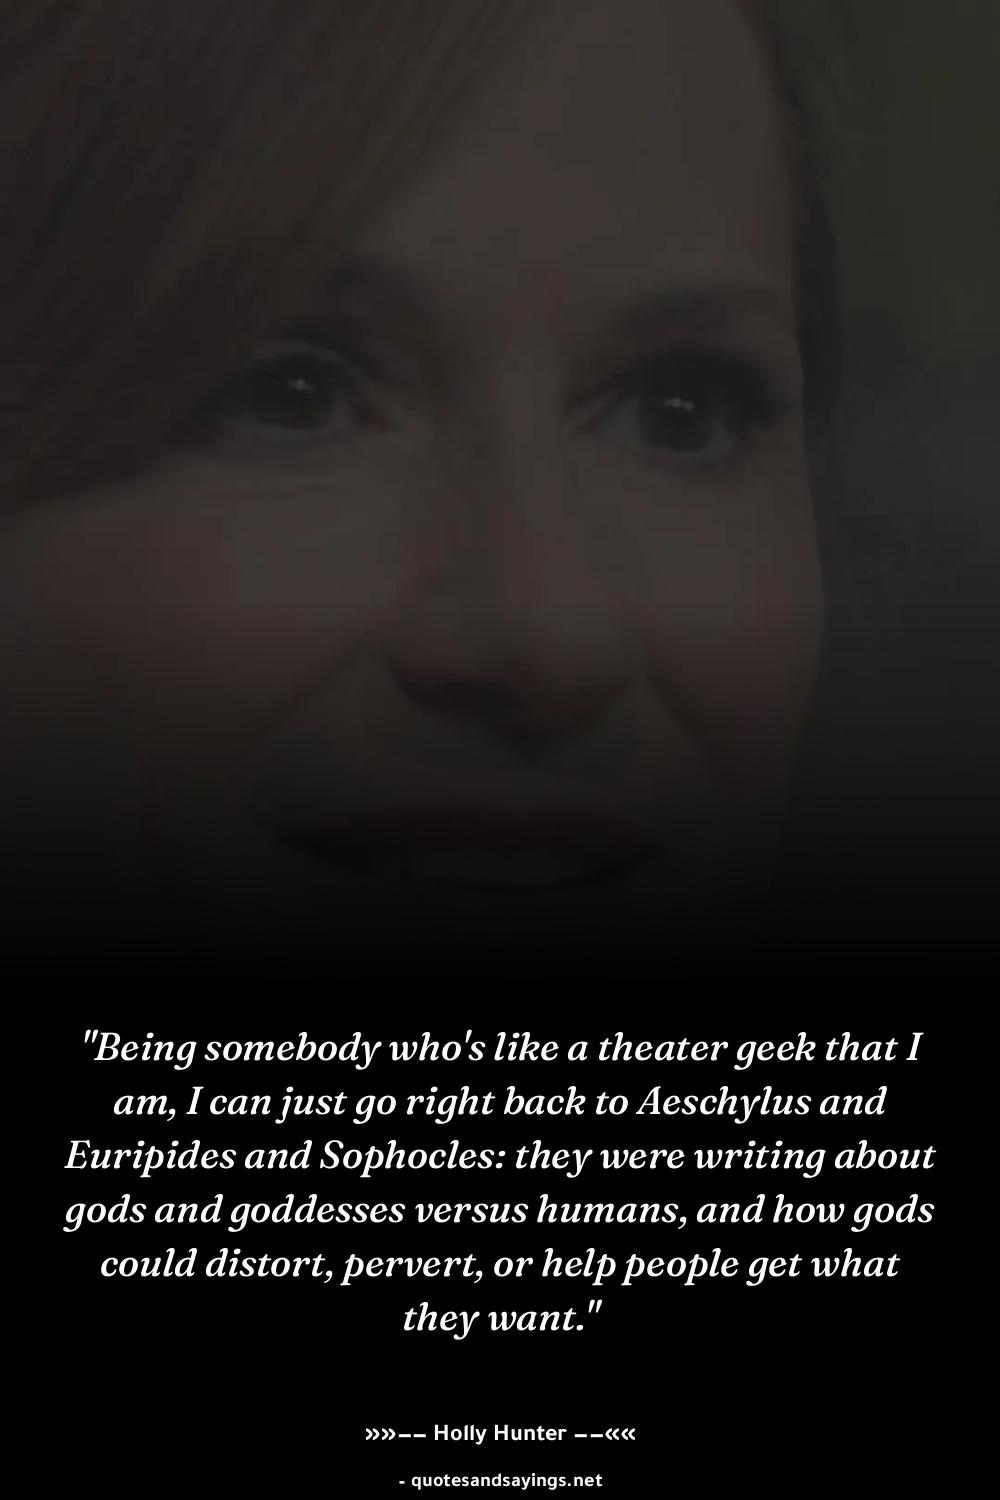 "Being somebody who's like a theater geek that I
am, I can just go right back to Aeschylus and
Euripides and Sophocles: they were writing about
gods and goddesses versus humans, and how gods
could distort, pervert, or help people get what
they want."
»»-- Holly Hunter --««
- quotesandsayings.net